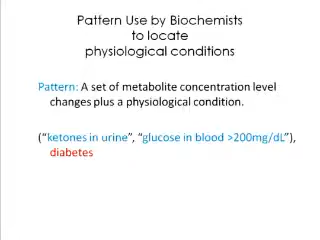 Pattern Use by Biochemists
to locate
physiological conditions
Pattern: A set of metabolite concentration level
changes plus a physiological condition.
(“ketones in urine”, “glucose in blood >200mg/dL”),
diabetes